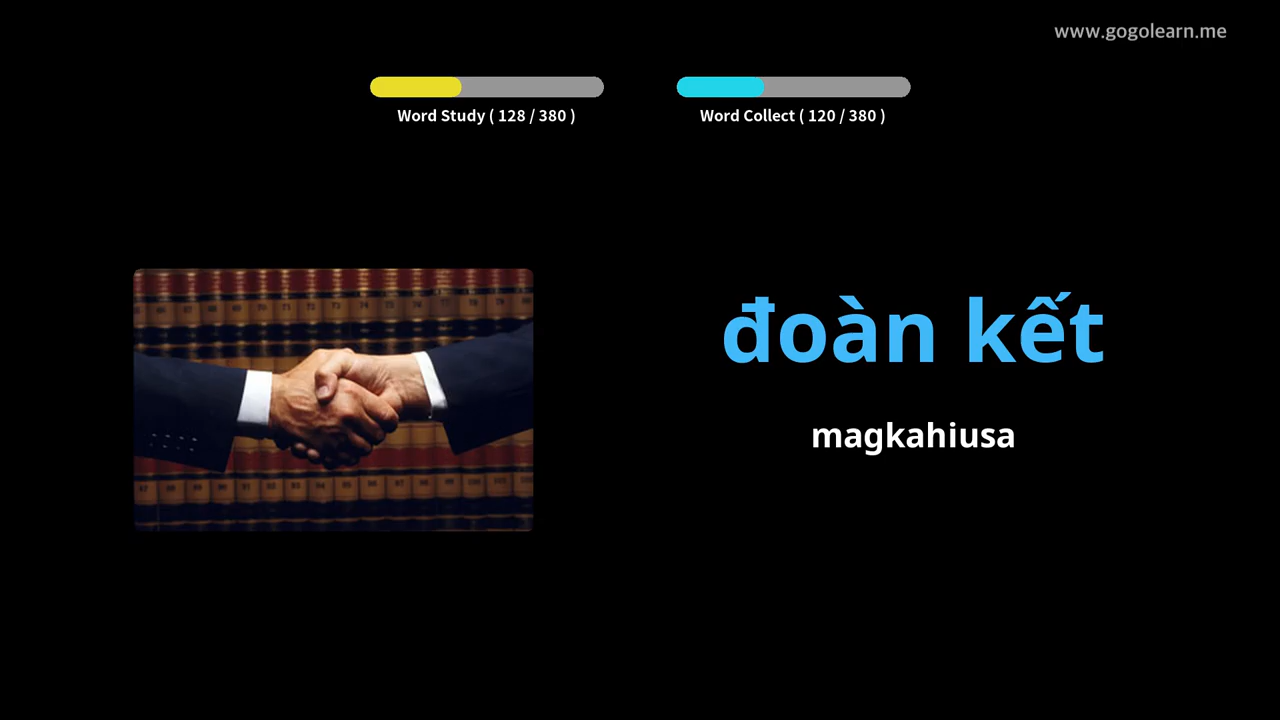 www.gogolearn.me
Word Study ( 128 / 380 )
Word Collect ( 120 / 380 )
đoàn kết
magkahiusa